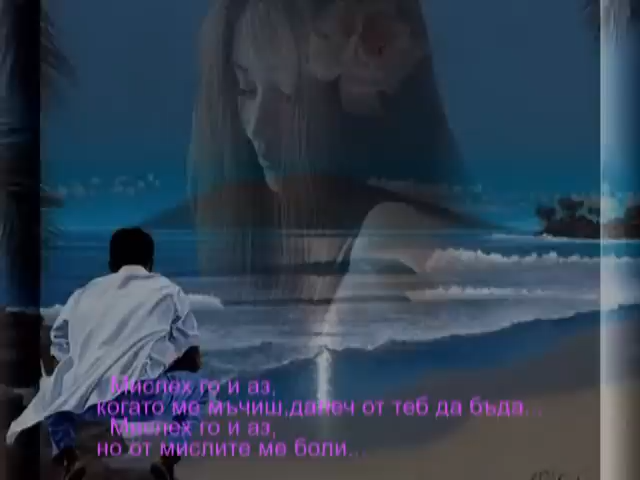 Мислех го и аз,
когато ме мъчиш,далеч от теб да бъда...
Мислех го и аз,
но от мислите ме боли...